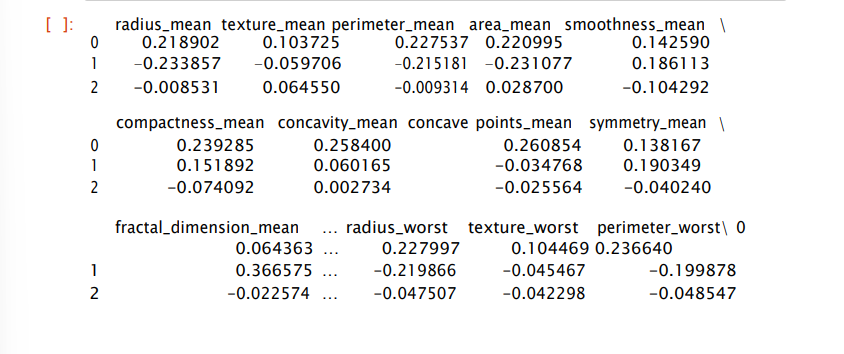 [ ]: radius_mean texture_mean perimeter_mean area_mean smoothness_mean \
0 0.218902 0.103725 0.227537 0.220995 0.142590
1 −0.233857 −0.059706 −0.215181 −0.231077 0.186113
2 −0.008531 0.064550 −0.009314 0.028700 −0.104292
compactness_mean concavity_mean concave points_mean symmetry_mean \
0 0.239285 0.258400 0.260854 0.138167
1 0.151892 0.060165 −0.034768 0.190349
2 −0.074092 0.002734 −0.025564 −0.040240
fractal_dimension_mean … radius_worst texture_worst perimeter_worst\ 0
0.064363 … 0.227997 0.104469 0.236640
1 0.366575 … −0.219866 −0.045467 −0.199878
2 −0.022574 … −0.047507 −0.042298 −0.048547